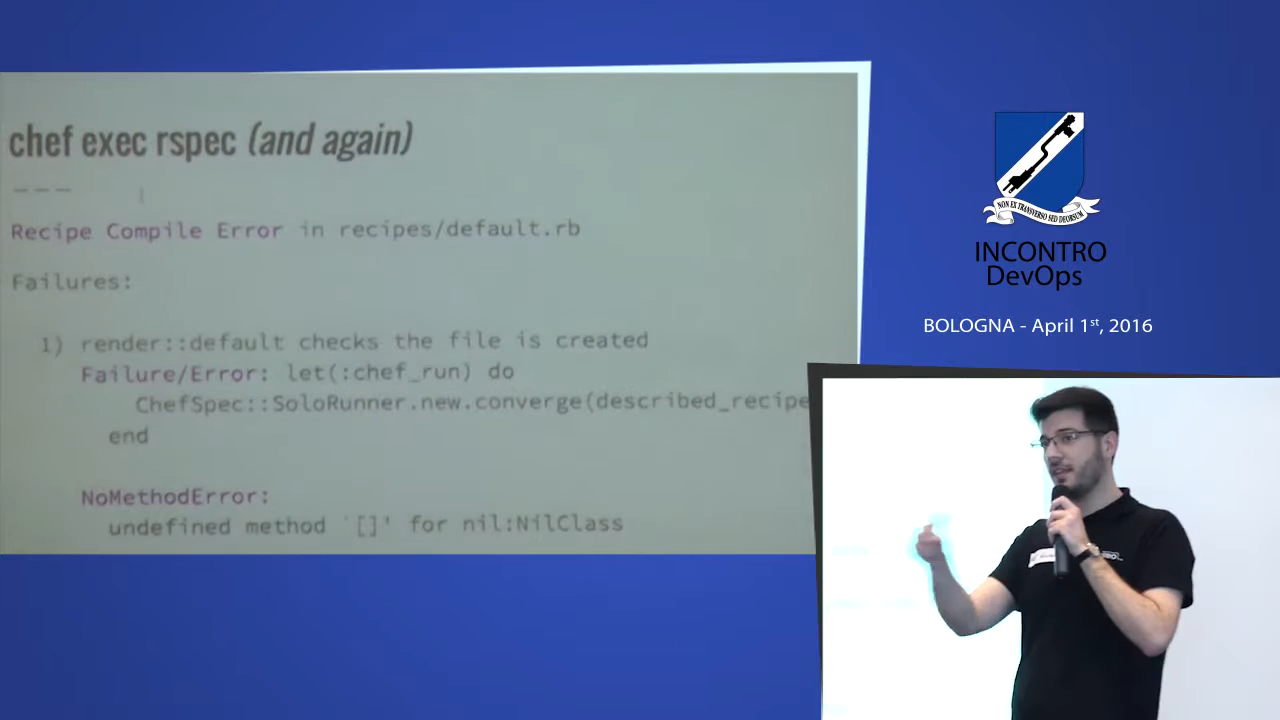 chef exec rspec (and again)
---
Recipe Compile Error in recipes/default.rb
Failures:
1) render::default checks the file is created
Failure/Error: let(:chef_run) do
ChefSpec::SoloRunner.new.converge(described_recipe
end
NoMethodError:
undefined method `[]' for nil:NilClass
NON EX TRANSVERSO SED DEORSUM
INCONTRO
DevOps
BOLOGNA - April 1st, 2016